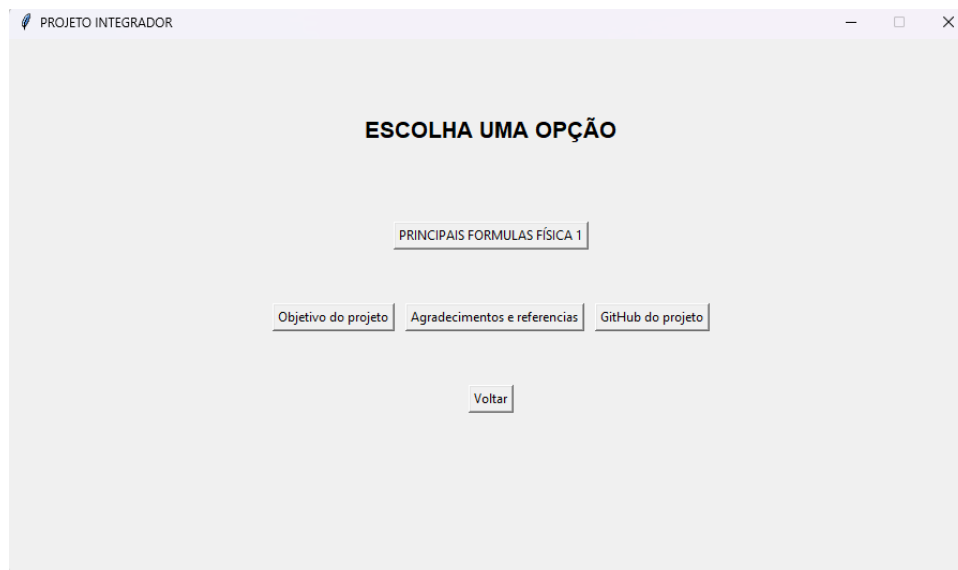 PROJETO INTEGRADOR
ESCOLHA UMA OPÇÃO
PRINCIPAIS FORMULAS FÍSICA 1
Objetivo do projeto Agradecimentos e referencias GitHub do projeto
Voltar